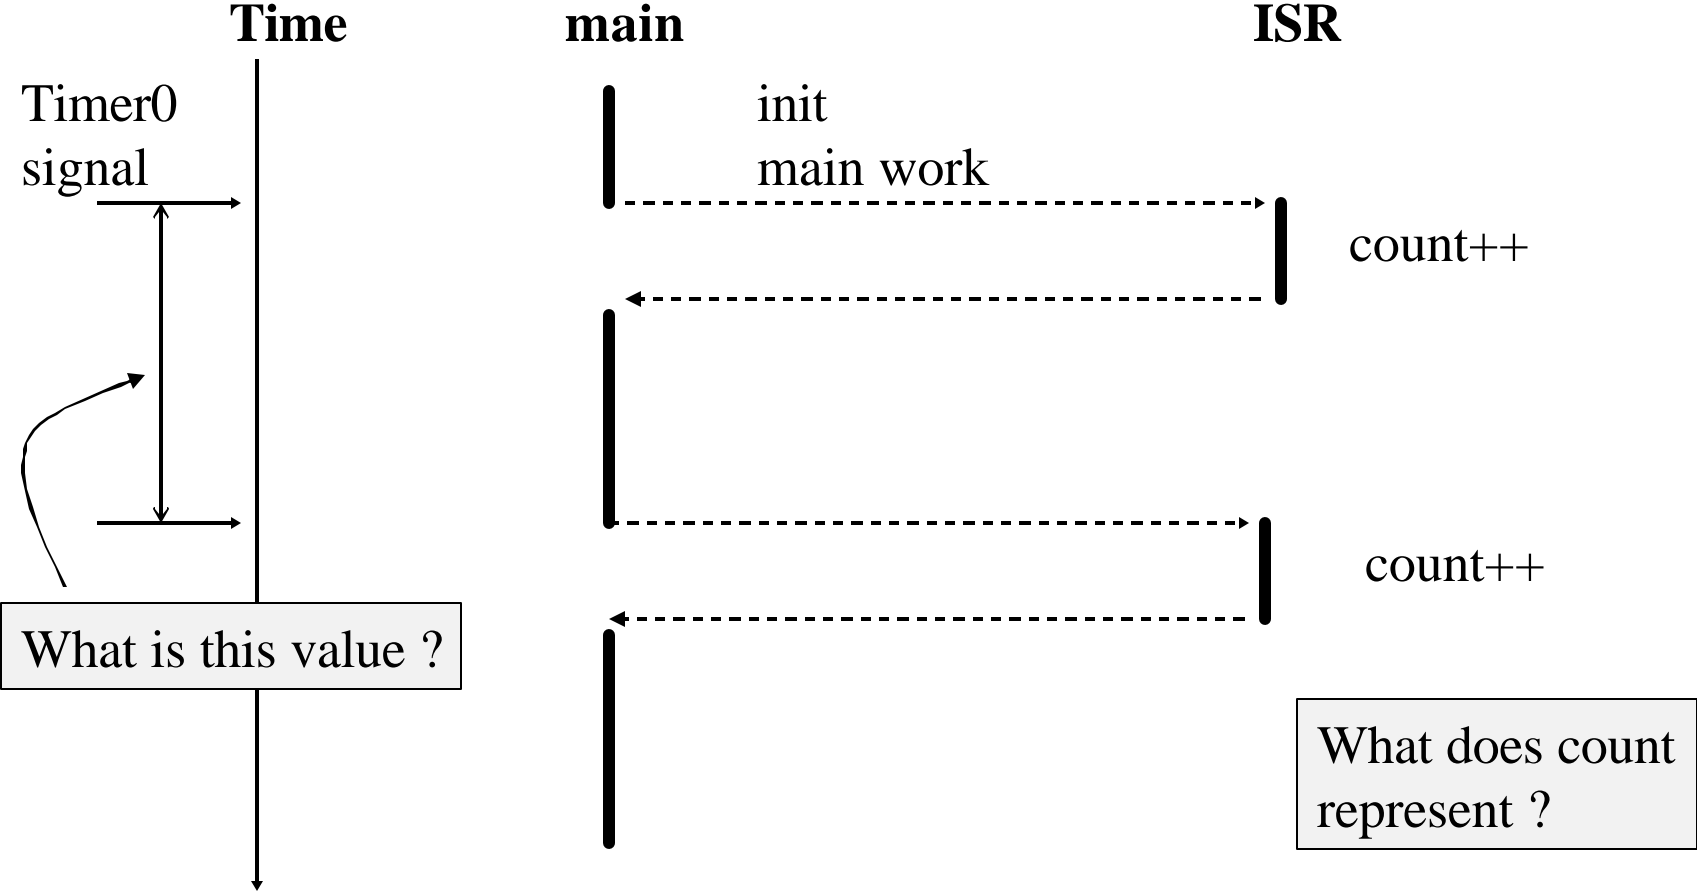 Time
main
ISR
Timer0
signal
init
main work
count++
count++
What is this value ?
What does count
represent ?